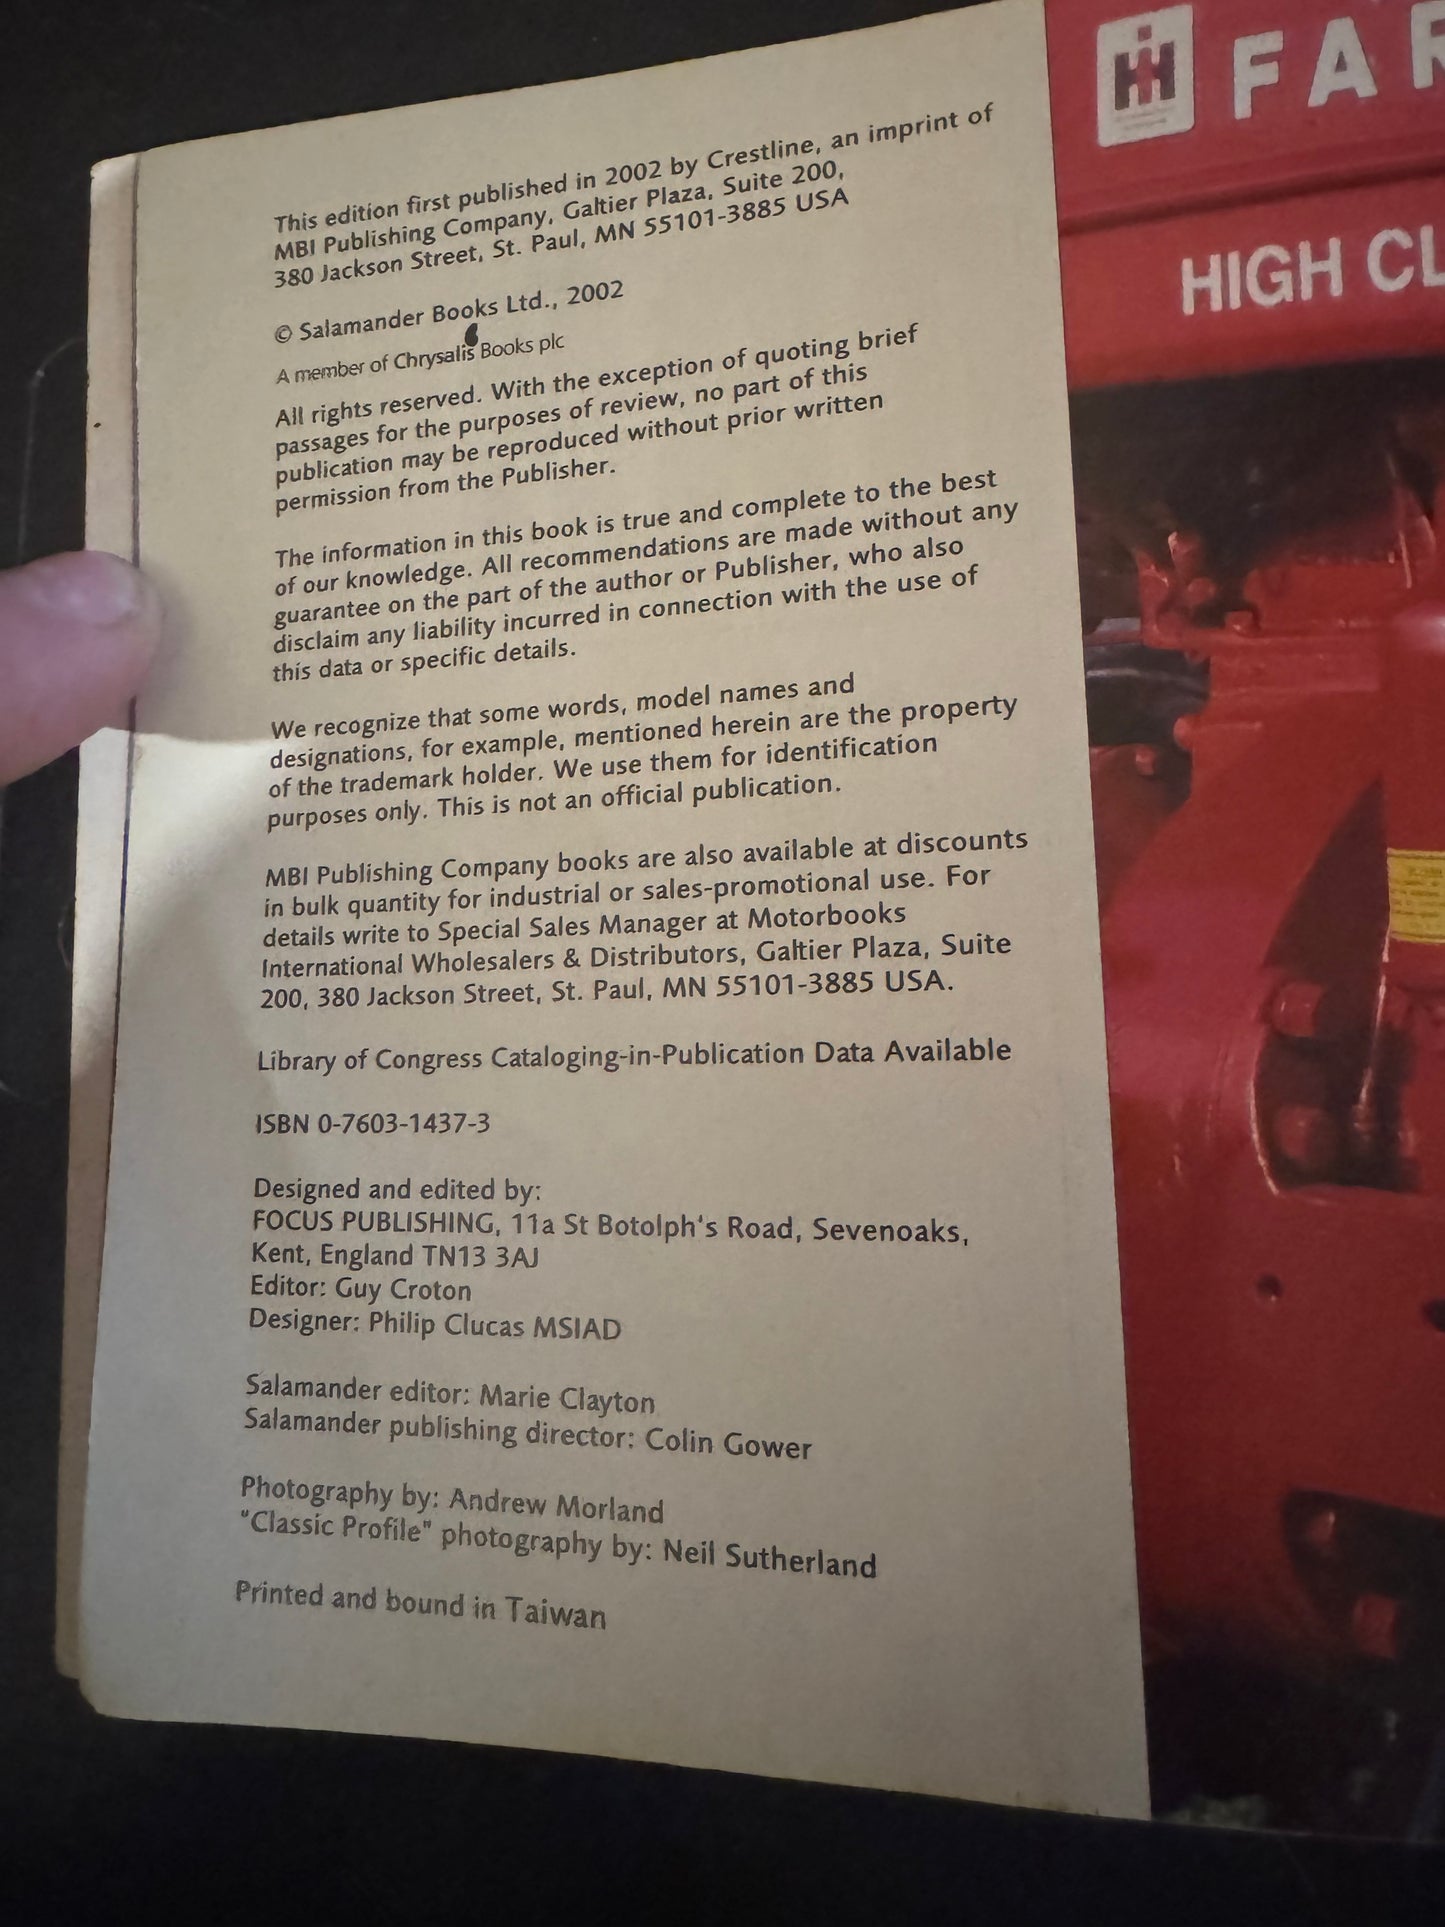 This edition first published in 2002 by Crestline, an imprint of
MBI Publishing Company, Galtier Plaza, Suite 200,
380 Jackson Street, St. Paul, MN 55101-3885 USA
© Salamander Books Ltd., 2002
A member of Chrysalis Books plc
All rights reserved. With the exception of quoting brief
passages for the purposes of review, no part of this
publication may be reproduced without prior written
permission from the Publisher.
The information in this book is true and complete to the best
of our knowledge. All recommendations are made without any
guarantee on the part of the author or Publisher, who also
disclaim any liability incurred in connection with the use of
this data or specific details.
We recognize that some words, model names and
designations, for example, mentioned herein are the property
of the trademark holder. We use them for identification
purposes only. This is not an official publication.
MBI Publishing Company books are also available at discounts
in bulk quantity for industrial or sales-promotional use. For
details write to Special Sales Manager at Motorbooks
International Wholesalers & Distributors, Galtier Plaza, Suite
200, 380 Jackson Street, St. Paul, MN 55101-3885 USA.
Library of Congress Cataloging-in-Publication Data Available
ISBN 0-7603-1437-3
Designed and edited by:
FOCUS PUBLISHING, 11a St Botolph's Road, Sevenoaks,
Kent, England TN13 3AJ
Editor: Guy Croton
Designer: Philip Clucas MSIAD
Salamander editor: Marie Clayton
Salamander publishing director: Colin Gower
Photography by: Andrew Morland
"Classic Profile" photography by: Neil Sutherland
Printed and bound in Taiwan
IH FAR
HIGH CL